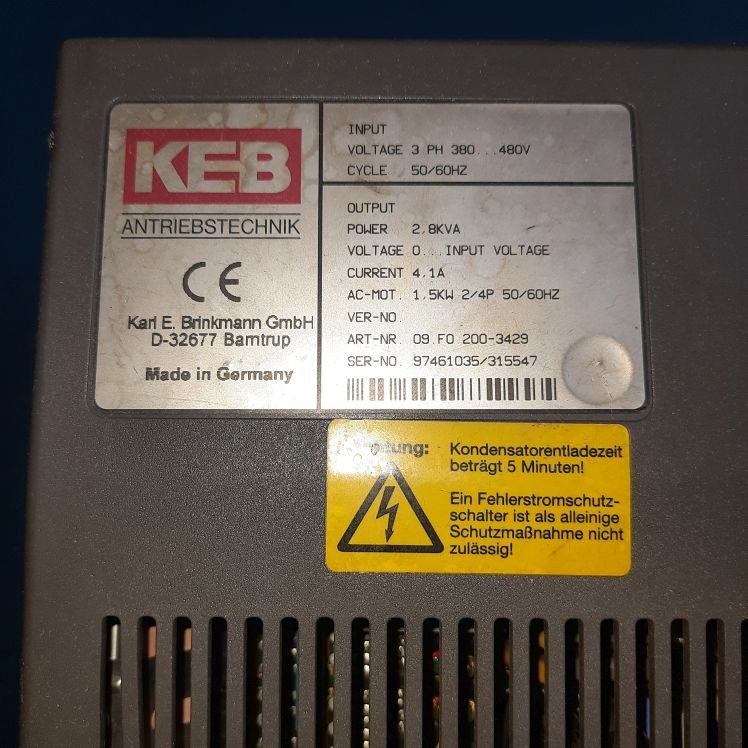 KEB
ANTRIEBSTECHNIK
CE
Karl E. Brinkmann GmbH
D-32677 Barntrup
Made in Germany
INPUT
VOLTAGE 3 PH 380...480V
CYCLE 50/60HZ
OUTPUT
POWER 2,8KVA
VOLTAGE 0...INPUT VOLTAGE
CURRENT 4,1A
AC-MOT. 1,5KW 2/4P 50/60HZ
VER-NO.
ART-NR. 09.F0 200-3429
SER-NO. 97461035/315547
Kondensatorentladezeit
beträgt 5 Minuten!
Ein Fehlerstromschutz-
schalter ist als alleinige
Schutzmaßnahme nicht
zulässig!